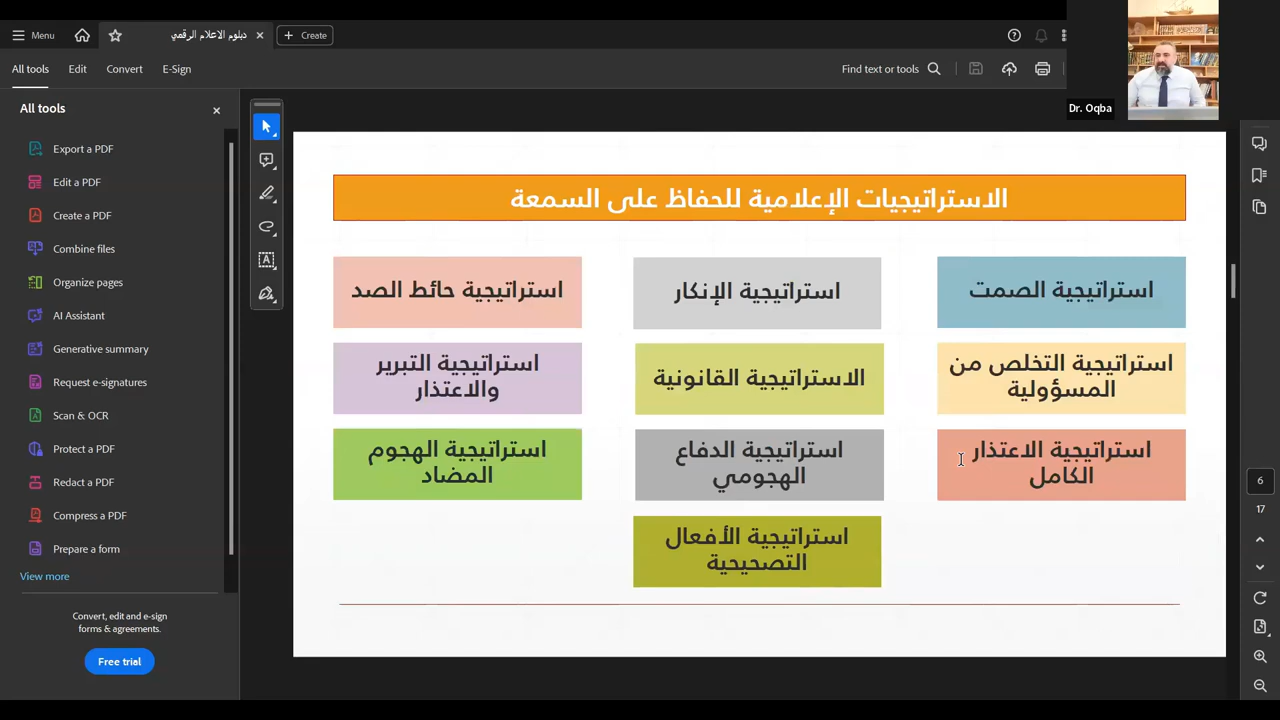 Menu
دبلوم الاعلام الرقمي
Create
All tools
Edit
Convert
E-Sign
Find text or tools
Dr. Oqba
All tools
Export a PDF
Edit a PDF
Create a PDF
Combine files
Organize pages
AI Assistant
Generative summary
Request e-signatures
Scan & OCR
Protect a PDF
Redact a PDF
Compress a PDF
Prepare a form
View more
Convert, edit and e-sign
forms & agreements.
Free trial
الاستراتيجيات الإعلامية للحفاظ على السمعة
استراتيجية الصمت
استراتيجية الإنكار
استراتيجية حائط الصد
استراتيجية التخلص من
المسؤولية
الاستراتيجية القانونية
استراتيجية التبرير
والاعتذار
استراتيجية الاعتذار
الكامل
استراتيجية الدفاع
الهجومي
استراتيجية الهجوم
المضاد
استراتيجية الأفعال
التصحيحية
6
17